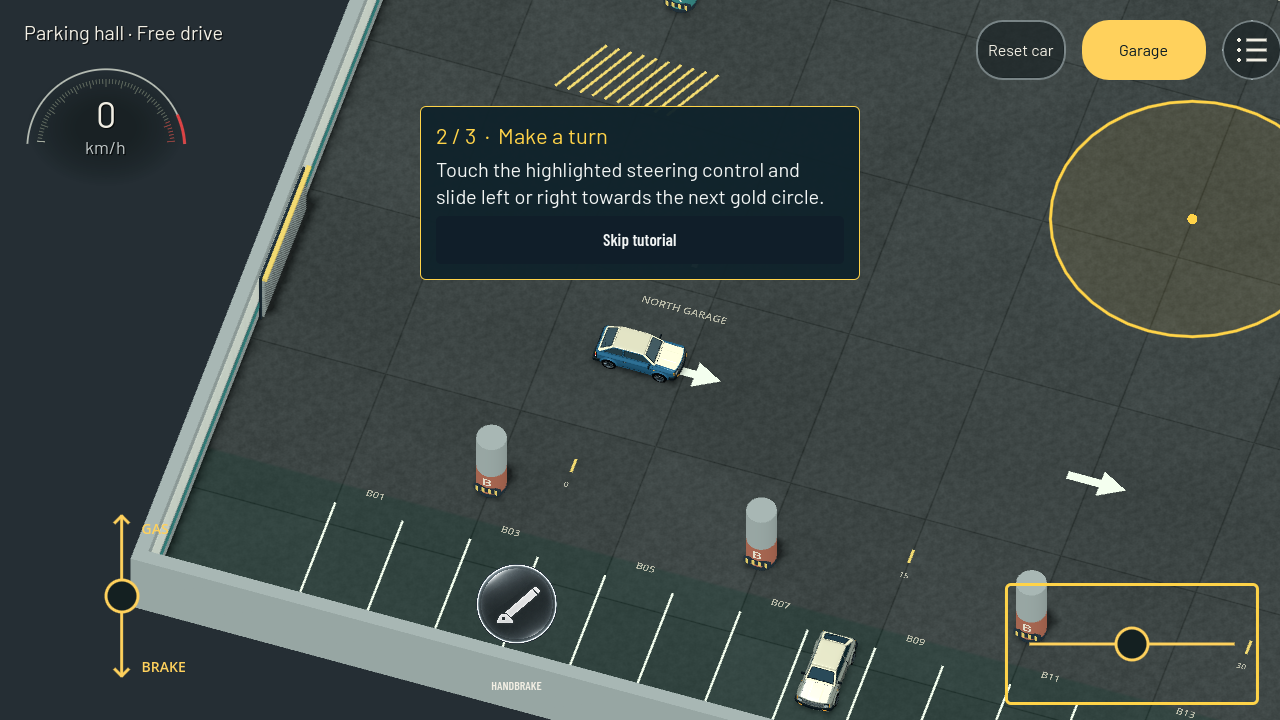 Parking hall · Free drive
Reset car
Garage
0
km/h
2 / 3 · Make a turn
Touch the highlighted steering control and
slide left or right towards the next gold circle.
Skip tutorial
NORTH GARAGE
B
B01
0
GAS
B03
B
B05
15
B07
B
B09
30
BRAKE
HANDBRAKE
B11
B13